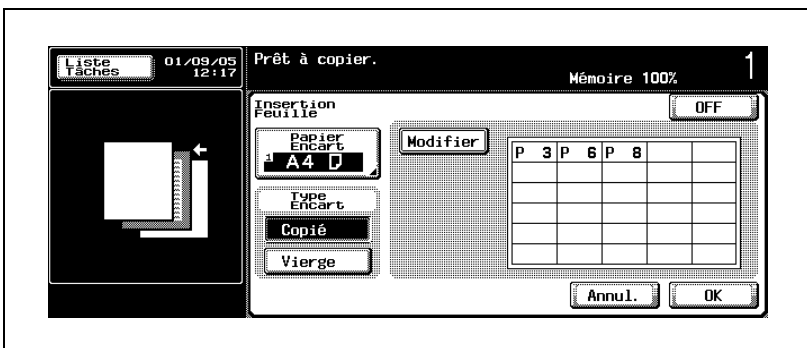 Liste
Tâches
01/09/05
12:17
Prêt à copier.
Mémoire 100%
1
Insertion
Feuille
OFF
Papier
Encart
1 A4
Modifier
P 3 P 6 P 8
Type
Encart
Copié
Vierge
Annul.
OK